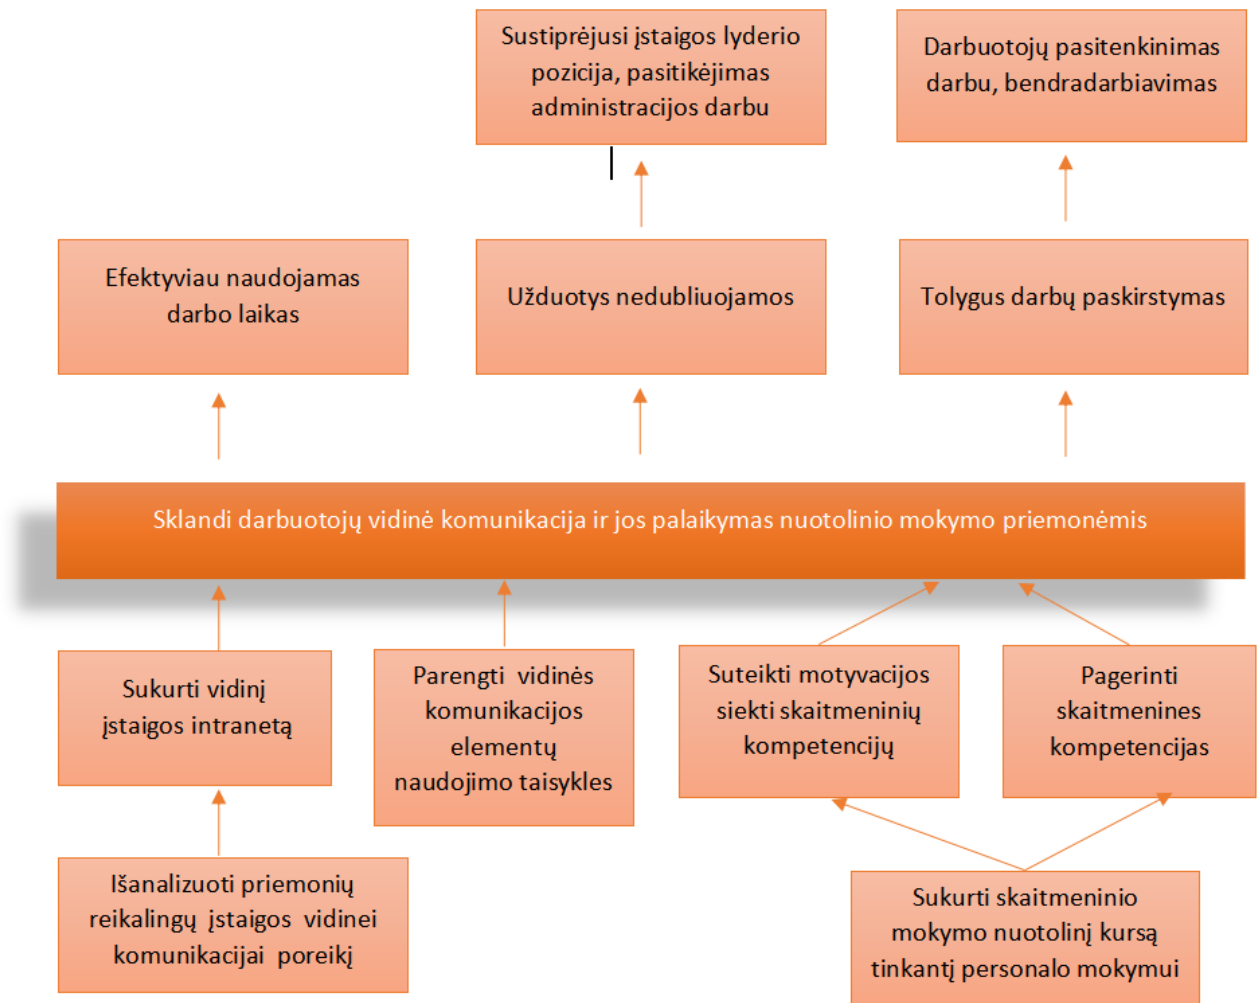 Sustiprėjusi įstaigos lyderio
pozicija, pasitikėjimas
administracijos darbu
Darbuotojų pasitenkinimas
darbu, bendradarbiavimas
Efektyviau naudojamas
darbo laikas
Užduotys nedubliuojamos
Tolygus darbų paskirstymas
Sklandi darbuotojų vidinė komunikacija ir jos palaikymas nuotolinio mokymo priemonėmis
Sukurti vidinį
įstaigos intranetą
Parengti vidinės
komunikacijos
elementų
naudojimo taisykles
Suteikti motyvacijos
siekti skaitmeninių
kompetencijų
Pagerinti
skaitmenines
kompetencijas
Išanalizuoti priemonių
reikalingų įstaigos vidinei
komunikacijai poreikį
Sukurti skaitmeninio
mokymo nuotolinį kursą
tinkantį personalo mokymui